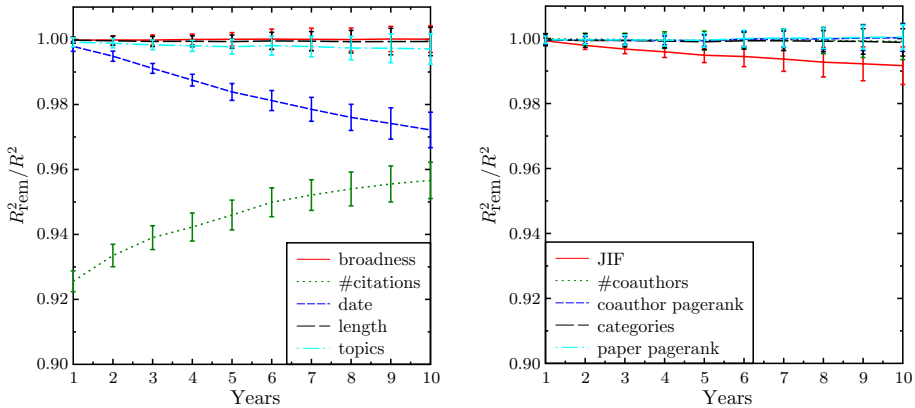 1.00
0.98
0.96
0.94
0.92
0.90
R²rem/R²
broadness
#citations
date
length
topics
1 2 3 4 5 6 7 8 9 10
Years
1.00
0.98
0.96
0.94
0.92
0.90
R²rem/R²
JIF
#coauthors
coauthor pagerank
categories
paper pagerank
1 2 3 4 5 6 7 8 9 10
Years